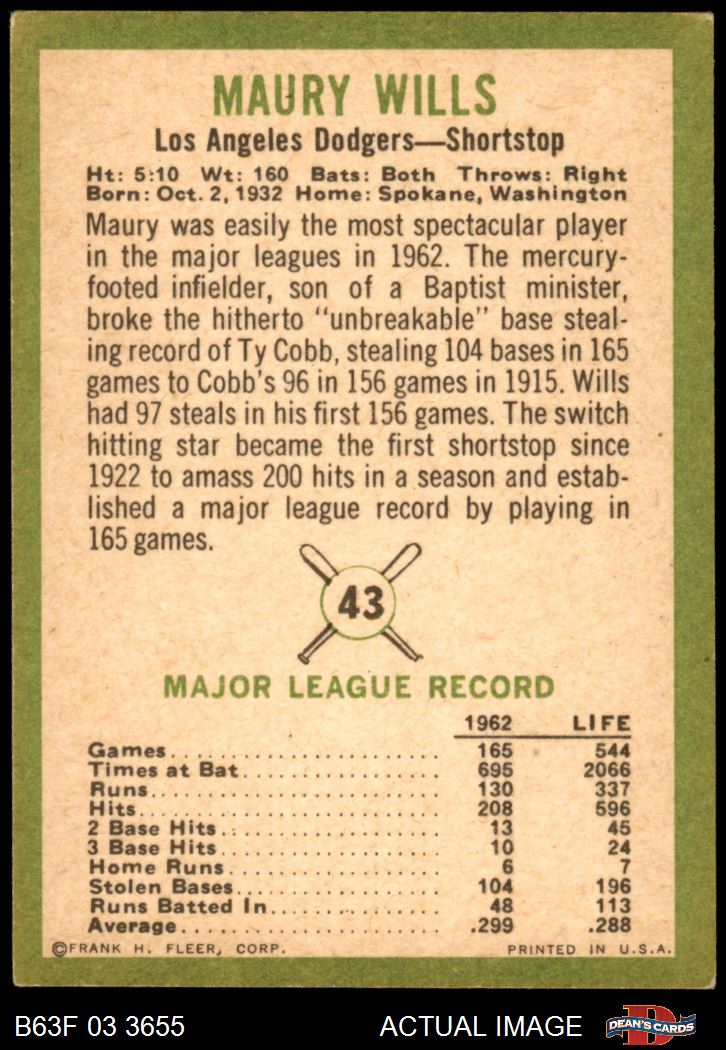 MAURY WILLS
Los Angeles Dodgers—Shortstop
Ht: 5:10 Wt: 160 Bats: Both Throws: Right
Born: Oct. 2, 1932 Home: Spokane, Washington
Maury was easily the most spectacular player
in the major leagues in 1962. The mercury-
footed infielder, son of a Baptist minister,
broke the hitherto "unbreakable" base steal-
ing record of Ty Cobb, stealing 104 bases in 165
games to Cobb's 96 in 156 games in 1915. Wills
had 97 steals in his first 156 games. The switch
hitting star became the first shortstop since
1922 to amass 200 hits in a season and estab-
lished a major league record by playing in
165 games.
43
MAJOR LEAGUE RECORD
1962 LIFE
Games 165 544
Times at Bat 695 2066
Runs 130 337
Hits 208 596
2 Base Hits 13 45
3 Base Hits 10 24
Home Runs 6 7
Stolen Bases 104 196
Runs Batted In 48 113
Average .299 .288
©FRANK H. FLEER, CORP. PRINTED IN U.S.A.
B63F 03 3655 ACTUAL IMAGE D DEAN'S CARDS